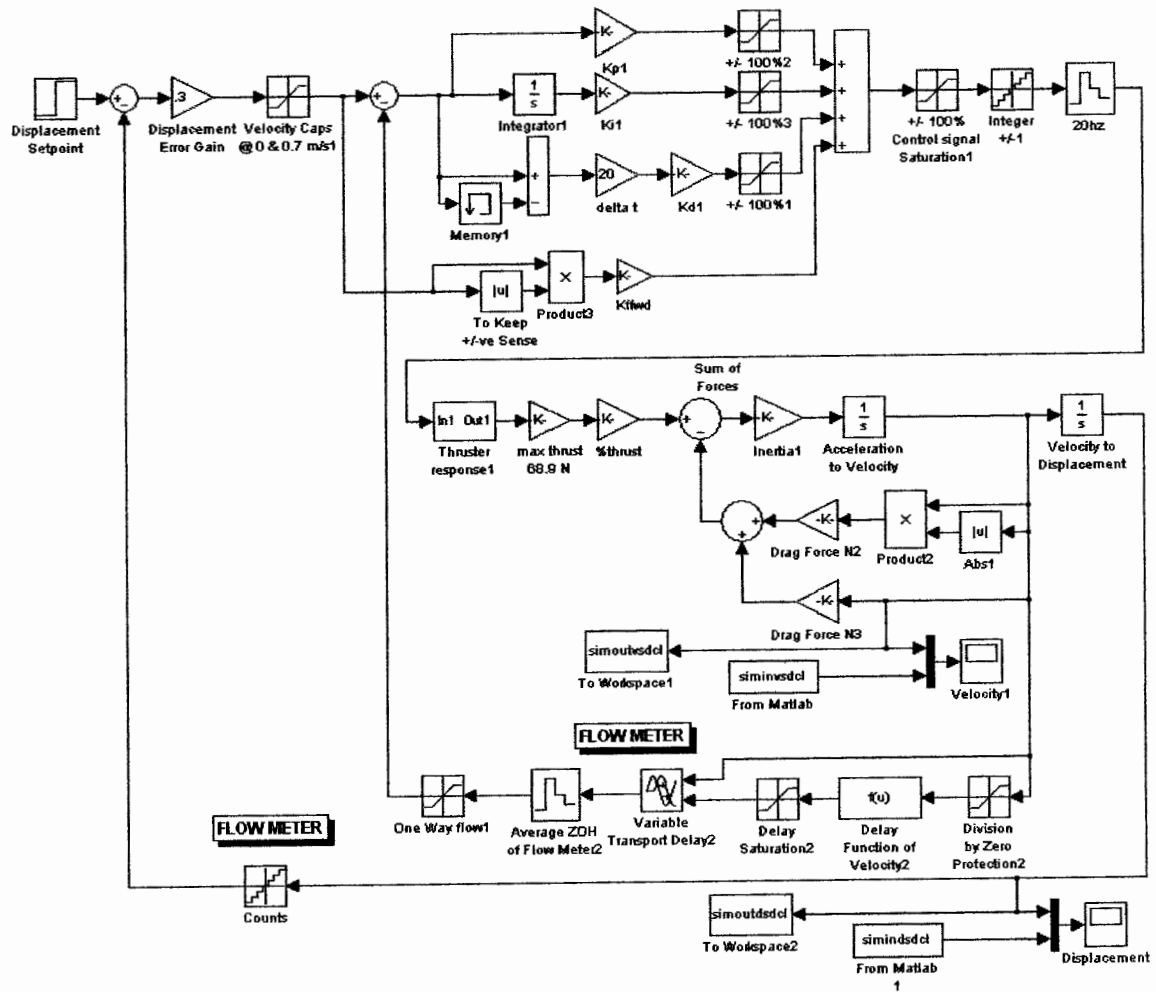 K-
Kp1
+/- 100%2
Displacement
Setpoint
+
−
.3
Displacement
Error Gain
Velocity Caps
@ 0 & 0.7 m/s1
+
−
1
s
Integrator1
K-
Ki1
+/- 100%3
+
+
+
+
+/- 100%
Control signal
Saturation1
Integer
+/-1
20hz
Memory1
+
−
20
delta t
K-
Kd1
+/- 100%1
|u|
To Keep
+/-ve Sense
×
Product3
K-
Kffwd
In1 Out1
Thruster
response1
K-
max thrust
68.9 N
K-
%thrust
Sum of
Forces
+
−
K-
Inertia1
1
s
Acceleration
to Velocity
1
s
Velocity to
Displacement
+
+
-K-
Drag Force N2
×
Product2
|u|
Abs1
-K-
Drag Force N3
simoutvsdcl
To Workspace1
siminvsdcl
From Matlab
Velocity1
FLOW METER
One Way flow1
Average ZOH
of Flow Meter2
Variable
Transport Delay2
Delay
Saturation2
f(u)
Delay
Function of
Velocity2
Division
by Zero
Protection2
FLOW METER
Counts
simoutdsdcl
To Workspace2
simindsdcl
From Matlab
1
Displacement